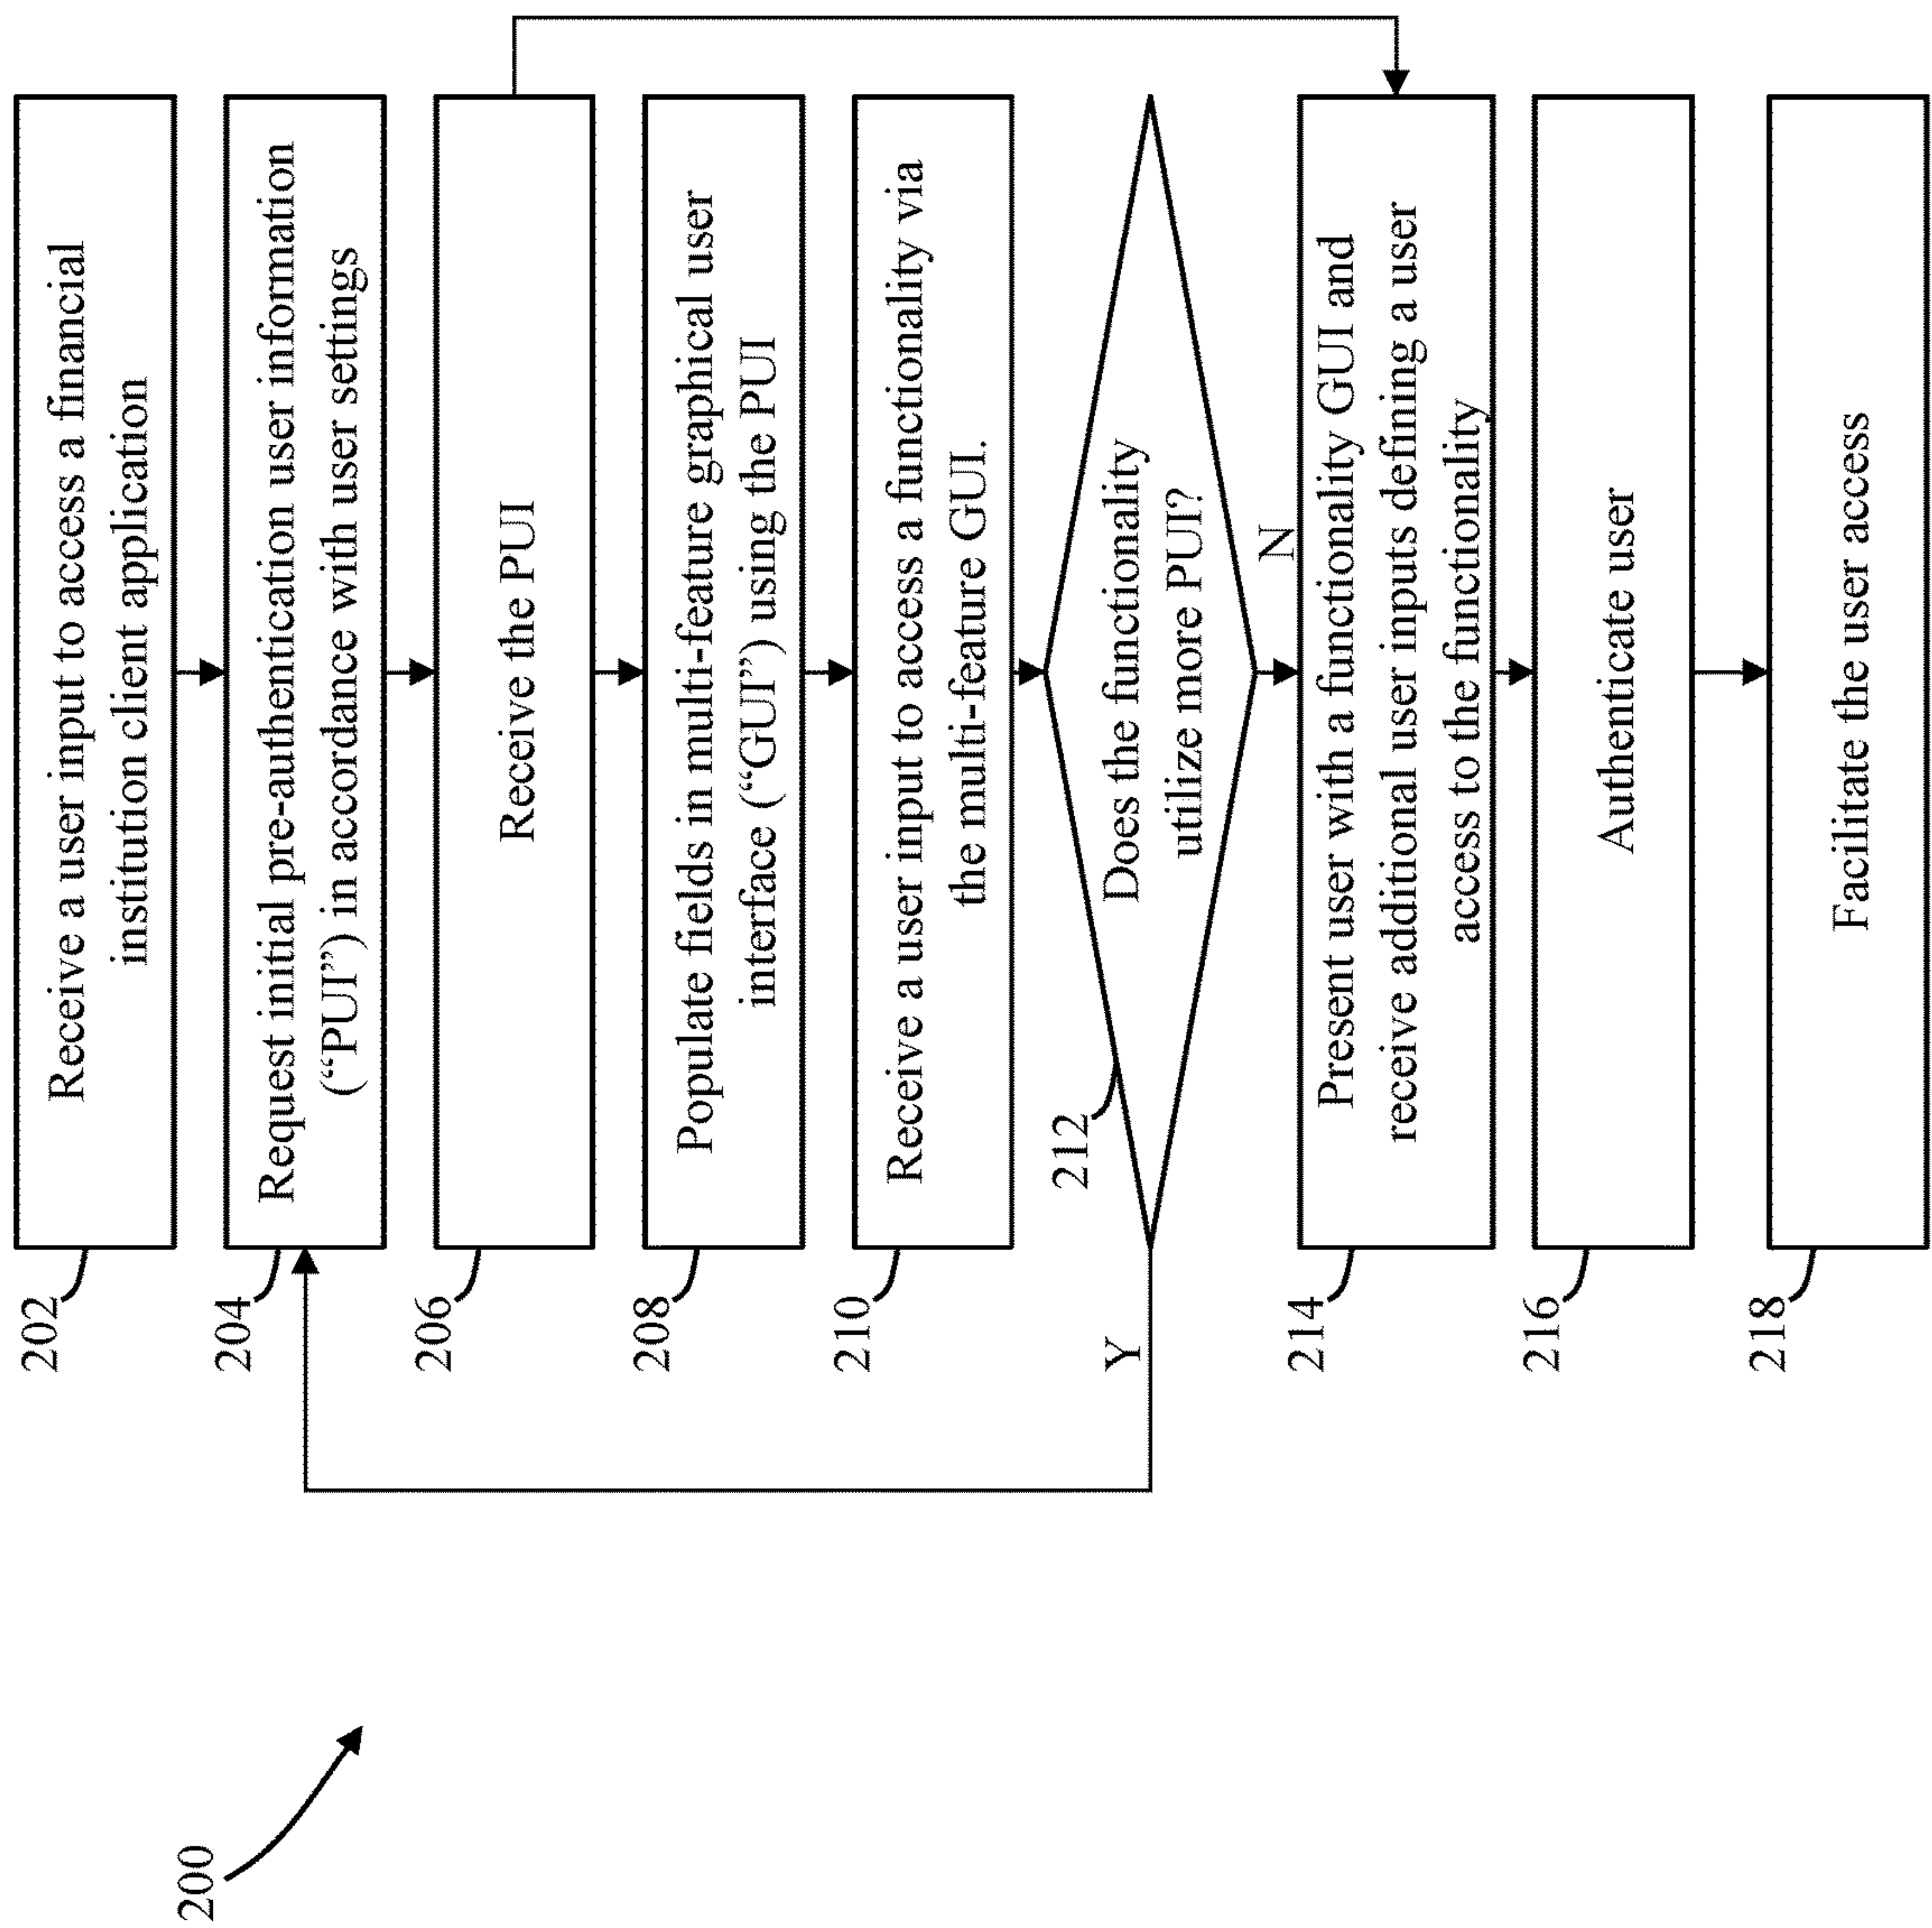 200
202
Receive a user input to access a financial
institution client application
204
Request initial pre-authentication user information
(“PUI”) in accordance with user settings
206
Receive the PUI
208
Populate fields in multi-feature graphical user
interface (“GUI”) using the PUI
210
Receive a user input to access a functionality via
the multi-feature GUI.
212
Does the functionality
utilize more PUI?
Y
N
214
Present user with a functionality GUI and
receive additional user inputs defining a user
access to the functionality
216
Authenticate user
218
Facilitate the user access